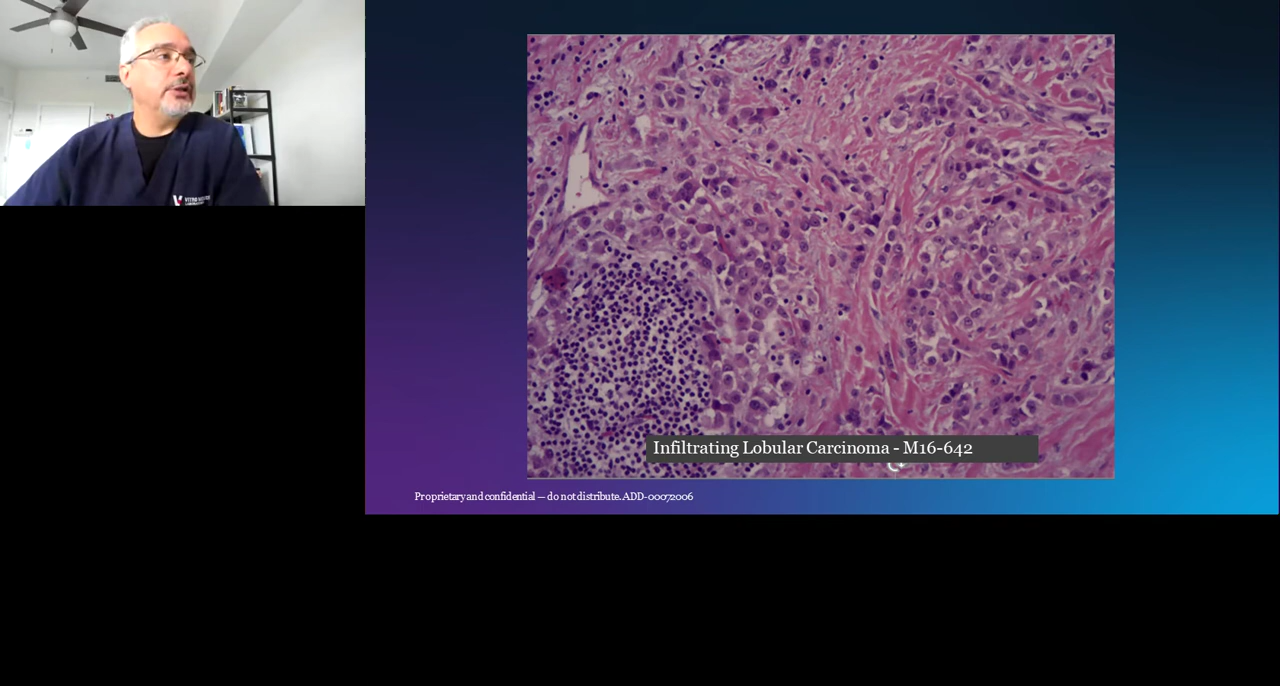 Infiltrating Lobular Carcinoma - M16-642
Proprietary and confidential — do not distribute. ADD-00072006